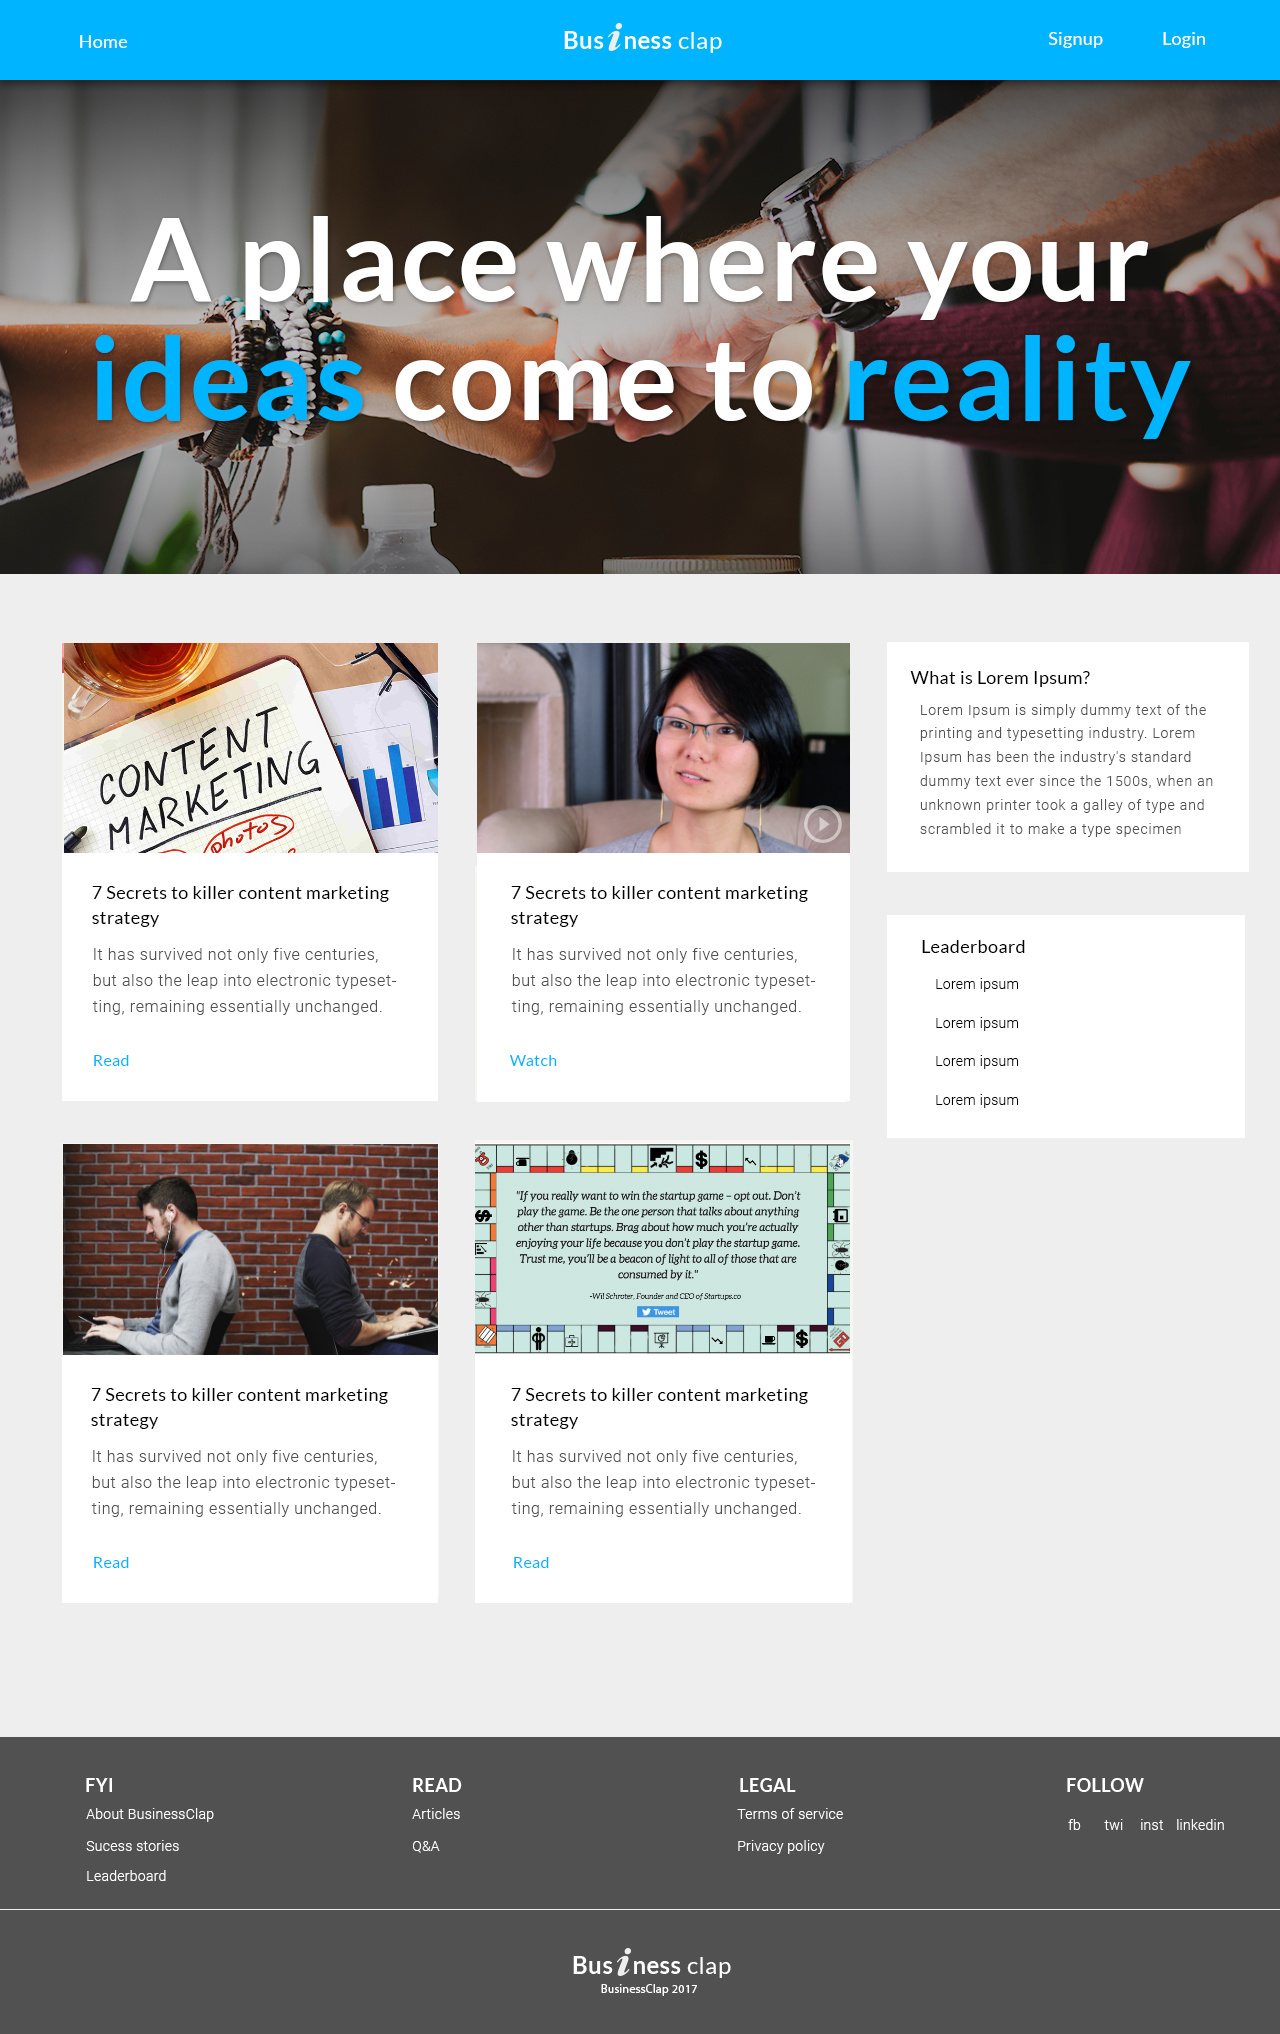 Home
Business clap
Signup
Login
A place where your
ideas come to reality
CONTENT
MARKETING
photos
7 Secrets to killer content marketing
strategy
It has survived not only five centuries,
but also the leap into electronic typeset-
ting, remaining essentially unchanged.
Read
7 Secrets to killer content marketing
strategy
It has survived not only five centuries,
but also the leap into electronic typeset-
ting, remaining essentially unchanged.
Watch
What is Lorem Ipsum?
Lorem Ipsum is simply dummy text of the
printing and typesetting industry. Lorem
Ipsum has been the industry's standard
dummy text ever since the 1500s, when an
unknown printer took a galley of type and
scrambled it to make a type specimen
Leaderboard
Lorem ipsum
Lorem ipsum
Lorem ipsum
Lorem ipsum
7 Secrets to killer content marketing
strategy
It has survived not only five centuries,
but also the leap into electronic typeset-
ting, remaining essentially unchanged.
Read
"If you really want to win the startup game – opt out. Don't
play the game. Be the one person that talks about anything
other than startups. Brag about how much you're actually
enjoying your life because you don't play the startup game.
Trust me, you'll be a beacon of light to all of those that are
consumed by it."
-Wil Schroter, Founder and CEO of Startups.co
Tweet
7 Secrets to killer content marketing
strategy
It has survived not only five centuries,
but also the leap into electronic typeset-
ting, remaining essentially unchanged.
Read
FYI
About BusinessClap
Sucess stories
Leaderboard
READ
Articles
Q&A
LEGAL
Terms of service
Privacy policy
FOLLOW
fb twi inst linkedin
Business clap
BusinessClap 2017